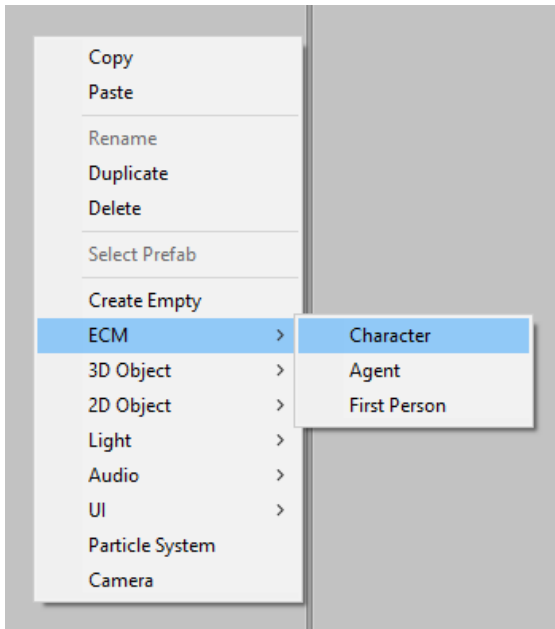 Copy
Paste
Rename
Duplicate
Delete
Select Prefab
Create Empty
ECM
3D Object
2D Object
Light
Audio
UI
Particle System
Camera
Character
Agent
First Person